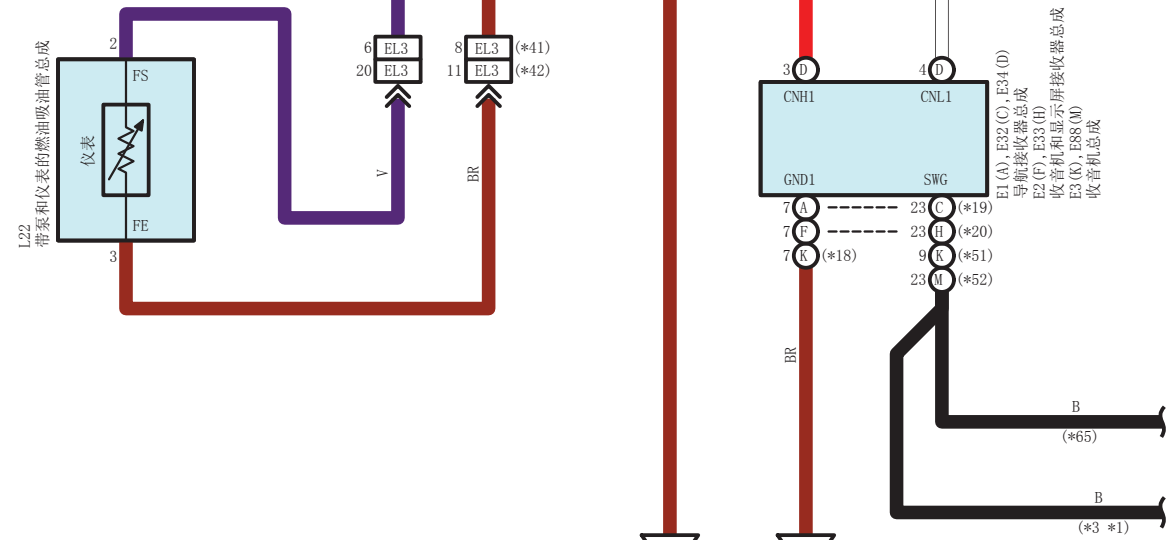 2
FS
仪表
FE
3
L22
带泵和仪表的燃油吸油管总成
6 EL3
20 EL3
8 EL3 (*41)
11 EL3 (*42)
V
BR
3 D
4 D
CNH1
CNL1
GND1
SWG
E1(A),E32(C),E34(D)
导航接收器总成
E2(F),E33(H)
收音机和显示屏接收器总成
E3(K),E88(M)
收音机总成
7 A 23 C (*19)
7 F 23 H (*20)
7 K (*18) 9 K (*51)
23 M (*52)
BR
B
(*65)
B
(*3 *1)